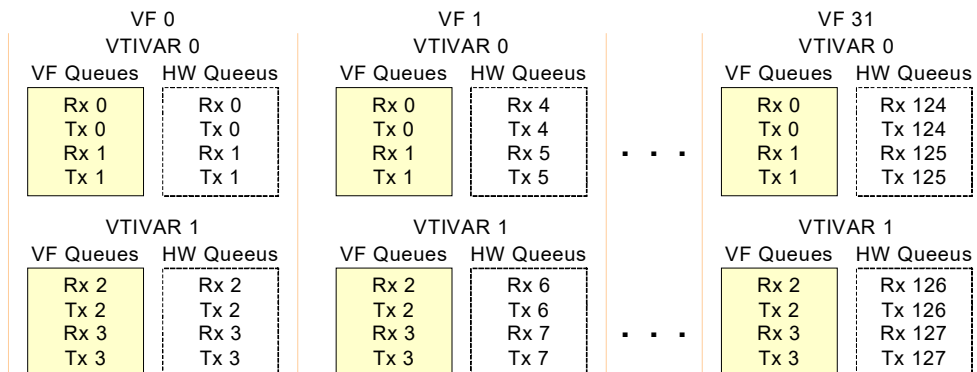 VF 0 VF 1 VF 31
VTIVAR 0 VTIVAR 0 VTIVAR 0
VF Queues HW Queeus VF Queues HW Queeus VF Queues HW Queeus
Rx 0 Rx 0 Rx 0 Rx 4 Rx 0 Rx 124
Tx 0 Tx 0 Tx 0 Tx 4 Tx 0 Tx 124
Rx 1 Rx 1 Rx 1 Rx 5 . . . Rx 1 Rx 125
Tx 1 Tx 1 Tx 1 Tx 5 Tx 1 Tx 125
VTIVAR 1 VTIVAR 1 VTIVAR 1
VF Queues HW Queeus VF Queues HW Queeus VF Queues HW Queeus
Rx 2 Rx 2 Rx 2 Rx 6 Rx 2 Rx 126
Tx 2 Tx 2 Tx 2 Tx 6 Tx 2 Tx 126
Rx 3 Rx 3 Rx 3 Rx 7 . . . Rx 3 Rx 127
Tx 3 Tx 3 Tx 3 Tx 7 Tx 3 Tx 127